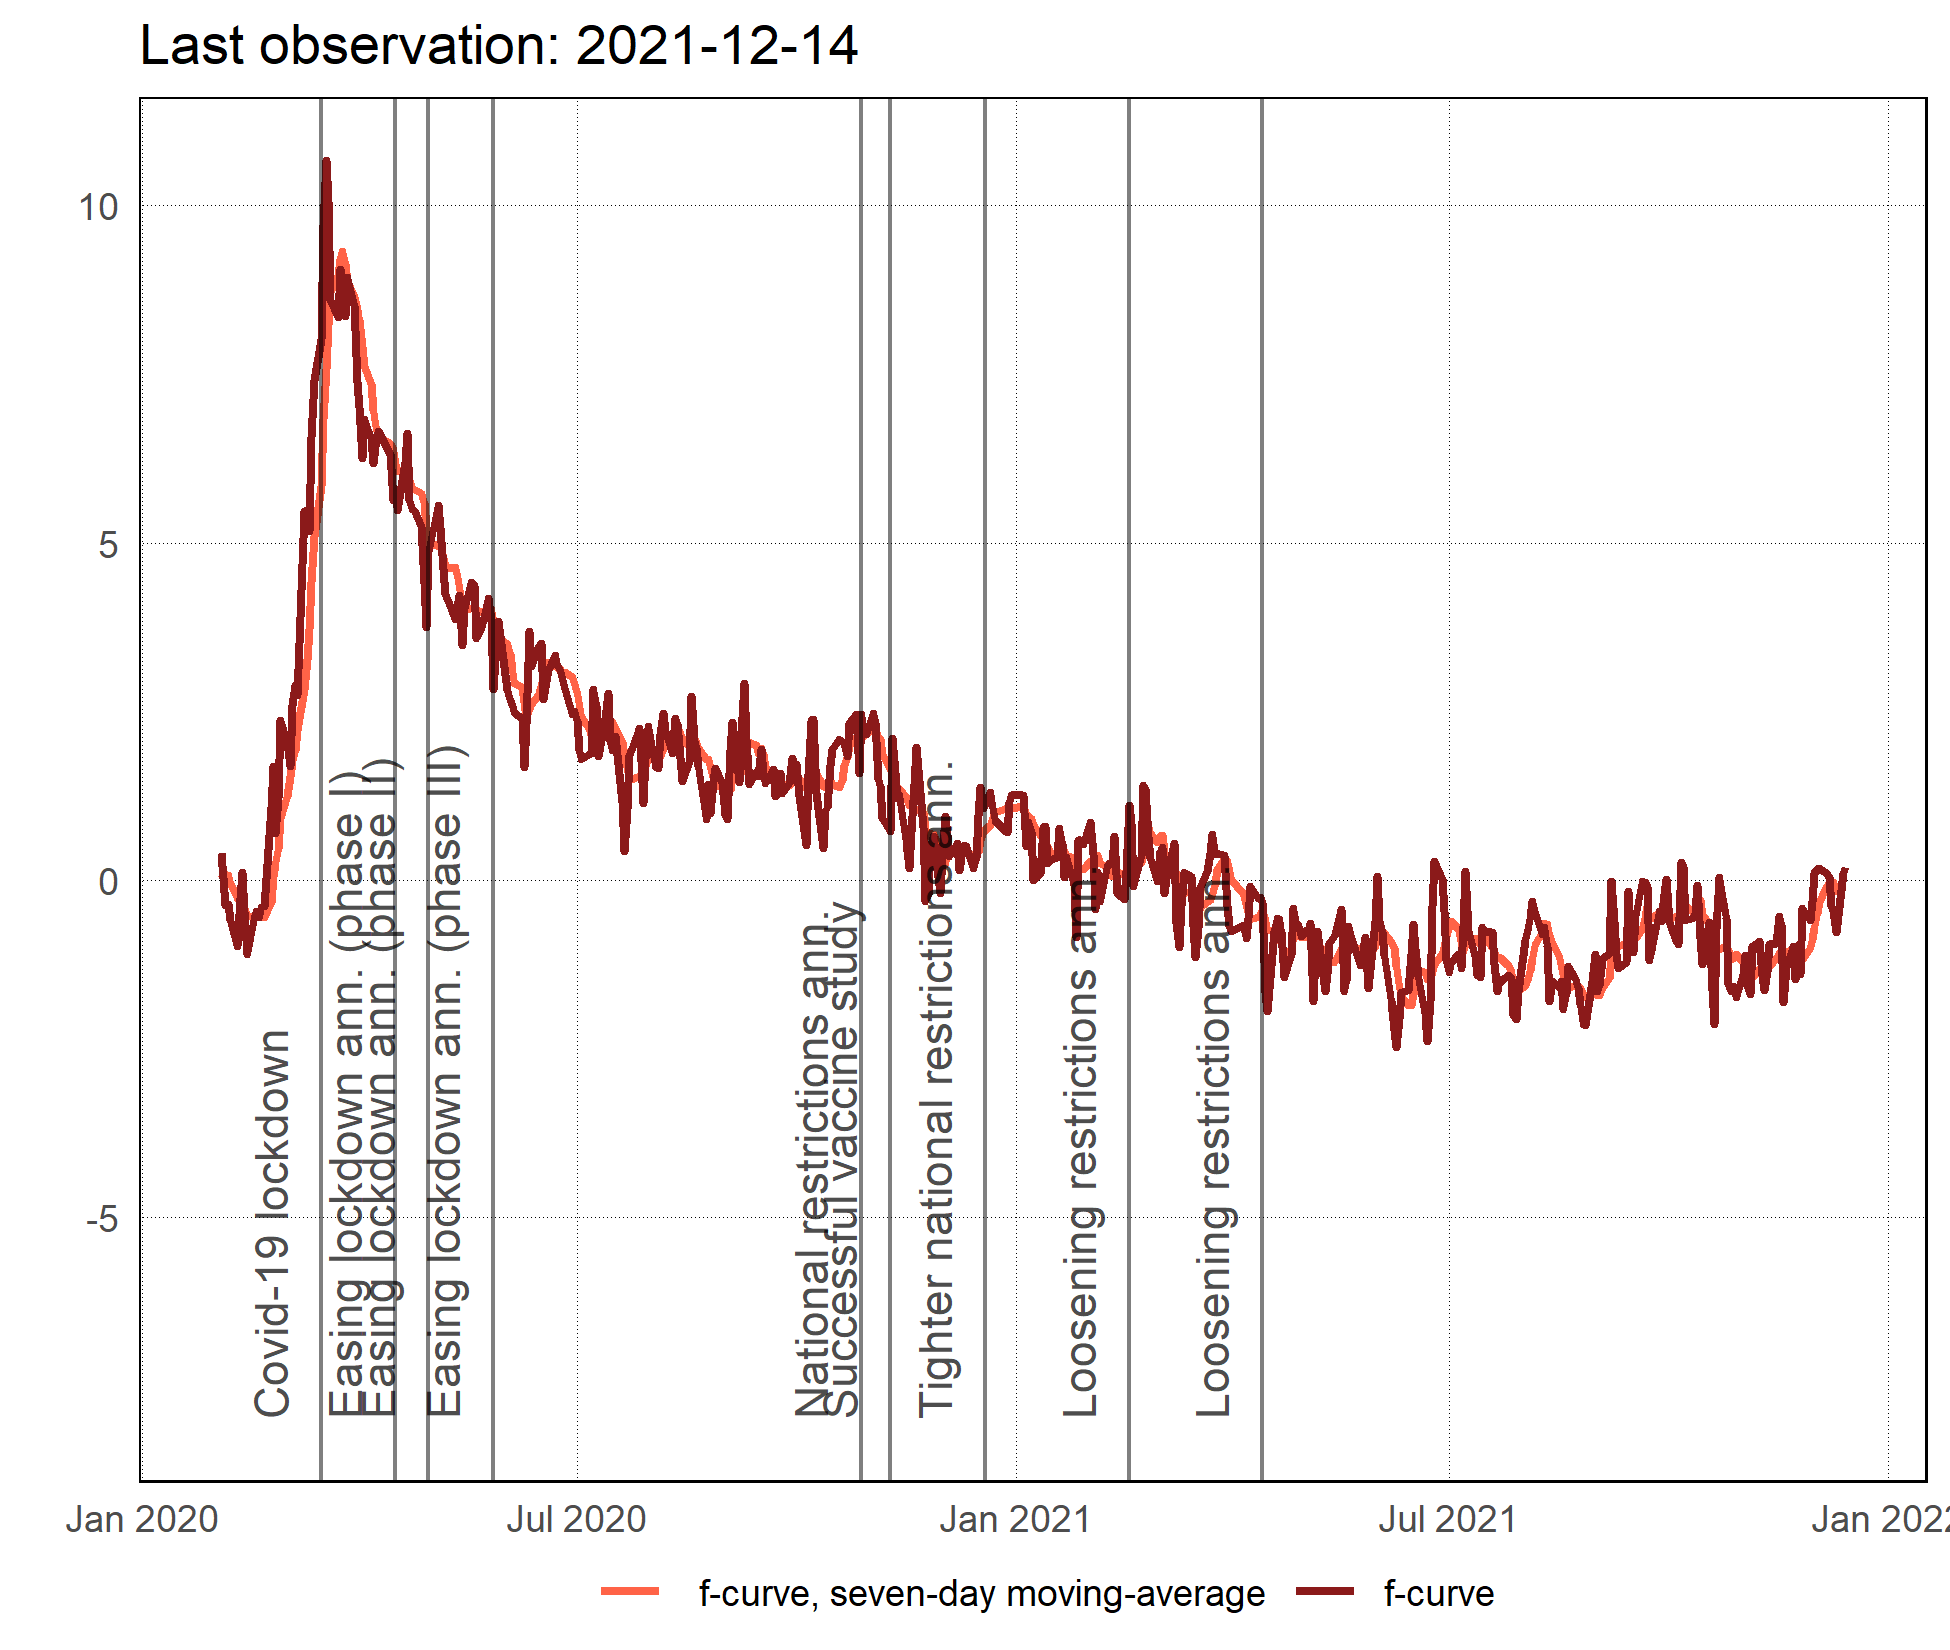 Last observation: 2021-12-14
10
5
0
-5
Covid-19 lockdown
Easing lockdown ann. (phase I)
Easing lockdown ann. (phase II)
Easing lockdown ann. (phase III)
National restrictions ann.
Successful vaccine study
Tighter national restrictions ann.
Loosening restrictions ann.
Loosening restrictions ann.
Jan 2020
Jul 2020
Jan 2021
Jul 2021
Jan 202
f-curve, seven-day moving-average
f-curve